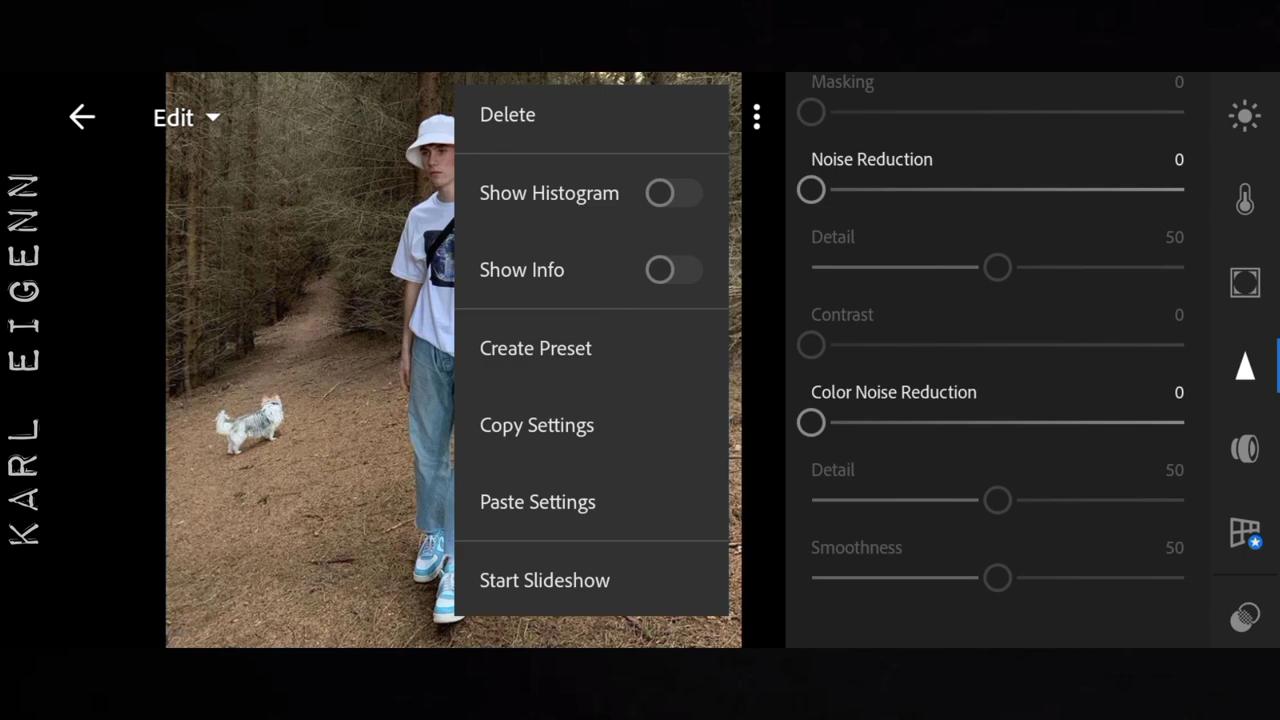 KARL EIGENN
Edit
Delete
Show Histogram
Show Info
Create Preset
Copy Settings
Paste Settings
Start Slideshow
Masking 0
Noise Reduction 0
Detail 50
Contrast 0
Color Noise Reduction 0
Detail 50
Smoothness 50